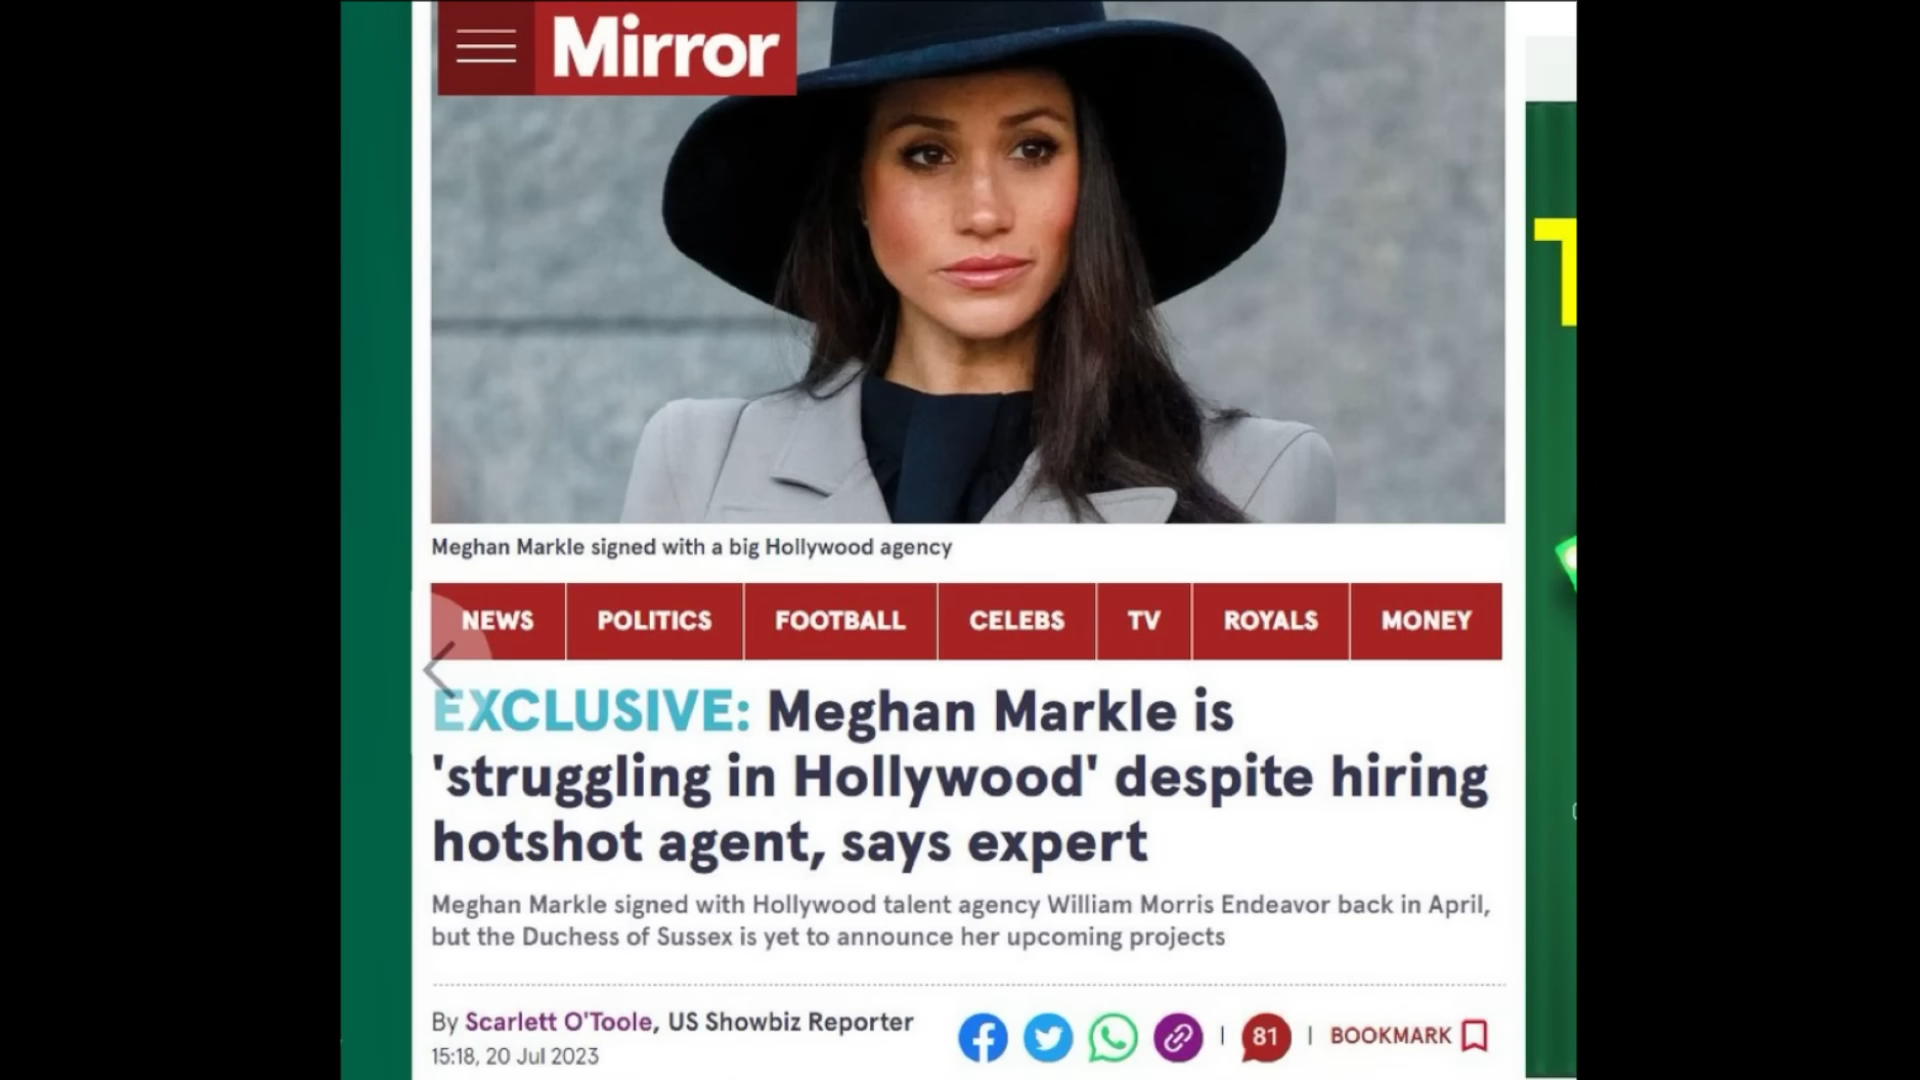 Mirror
Meghan Markle signed with a big Hollywood agency
NEWS POLITICS FOOTBALL CELEBS TV ROYALS MONEY
EXCLUSIVE: Meghan Markle is
'struggling in Hollywood' despite hiring
hotshot agent, says expert
Meghan Markle signed with Hollywood talent agency William Morris Endeavor back in April,
but the Duchess of Sussex is yet to announce her upcoming projects
By Scarlett O'Toole, US Showbiz Reporter
15:18, 20 Jul 2023
81 | BOOKMARK